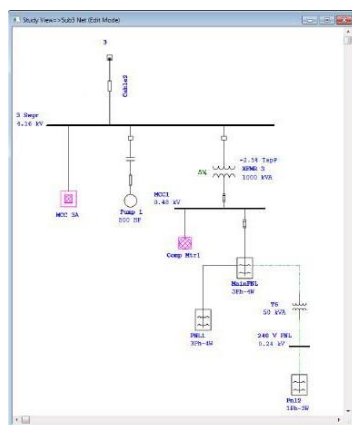 Study View=>Sub3 Net (Edit Mode)
3
Cable2
3 Swgr
4.16 kV
-2.5% TapP
XFMR 3
1000 kVA
MCC 3A
Pump 1
500 HP
MCC1
0.48 kV
Comp Mtr1
MainPNL
3Ph-4W
T6
50 kVA
PNL1
3Ph-4W
240 V PNL
0.24 kV
Pnl2
1Ph-3W